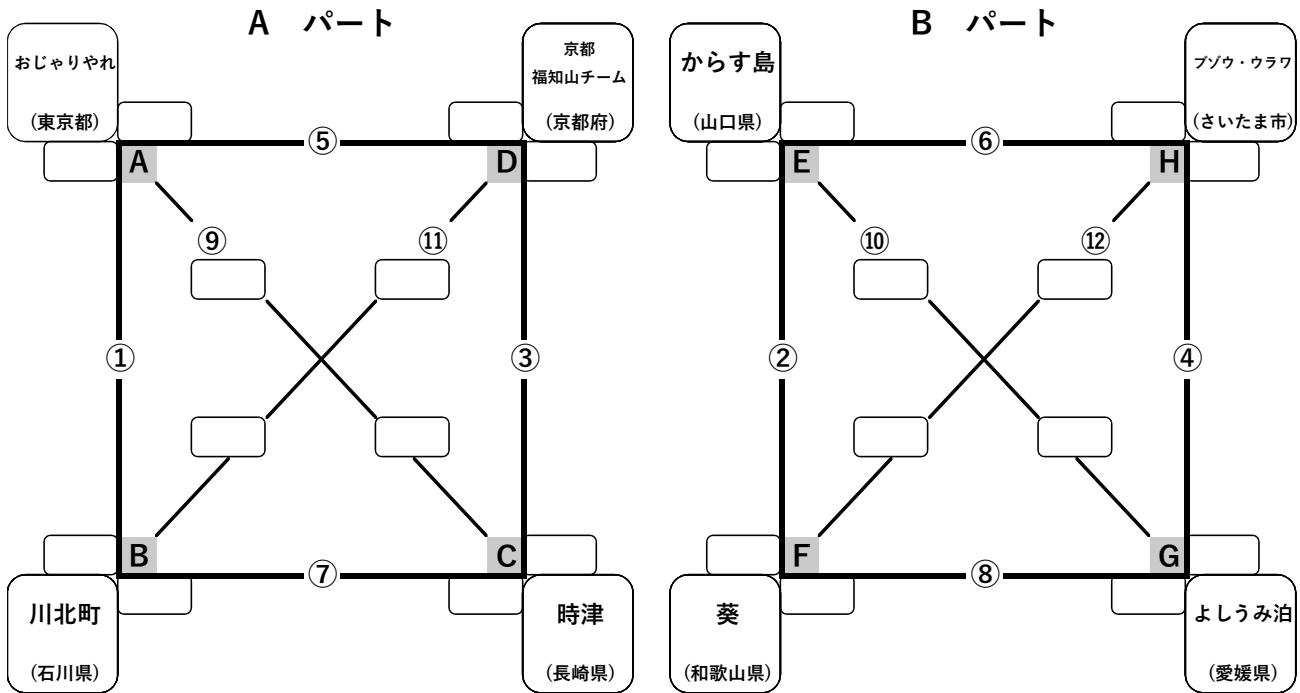 A パート
おじゃりやれ
(東京都)
京都
福知山チーム
(京都府)
⑤
A
D
⑨
⑪
①
③
B
C
⑦
川北町
(石川県)
時津
(長崎県)
B パート
からす島
(山口県)
ブゾウ・ウラワ
(さいたま市)
⑥
E
H
⑩
⑫
②
④
F
G
⑧
葵
(和歌山県)
よしうみ泊
(愛媛県)